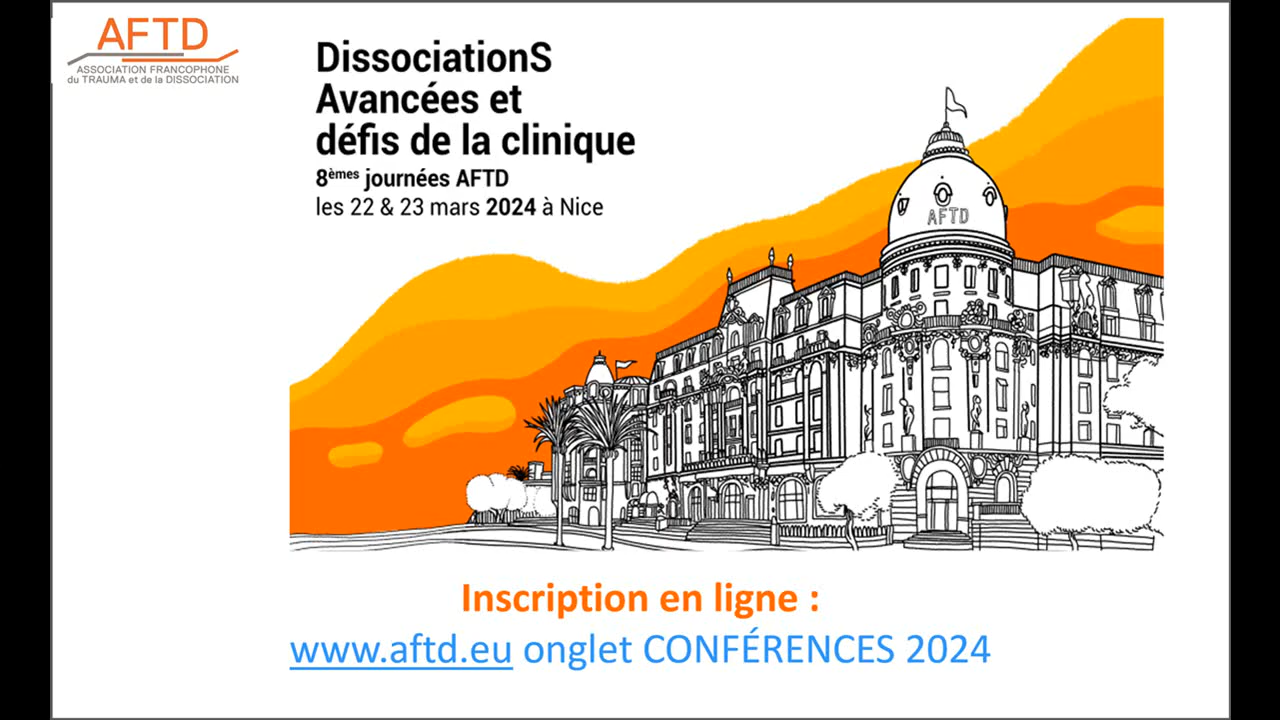 AFTD
ASSOCIATION FRANCOPHONE
du TRAUMA et de la DISSOCIATION
DissociationS
Avancées et
défis de la clinique
8èmes journées AFTD
les 22 & 23 mars 2024 à Nice
AFTD
Inscription en ligne :
www.aftd.eu onglet CONFÉRENCES 2024